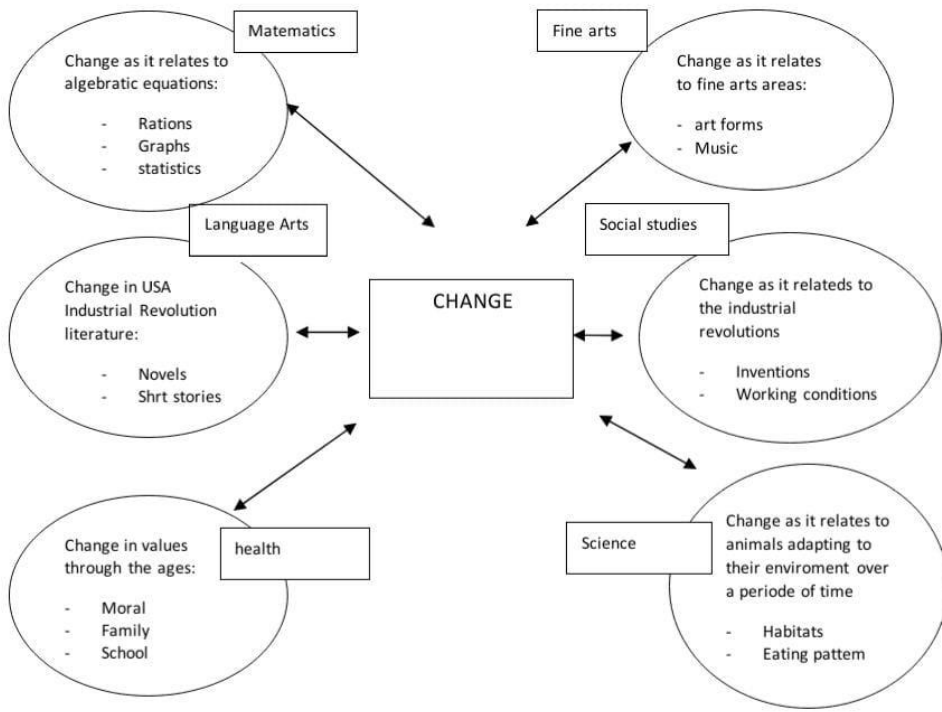 Matematics
Change as it relates to
algebratic equations:
- Rations
- Graphs
- statistics
Fine arts
Change as it relates
to fine arts areas:
- art forms
- Music
Language Arts
Change in USA
Industrial Revolution
literature:
- Novels
- Shrt stories
CHANGE
Social studies
Change as it relateds to
the industrial
revolutions
- Inventions
- Working conditions
health
Change in values
through the ages:
- Moral
- Family
- School
Science
Change as it relates to
animals adapting to
their enviroment over
a periode of time
- Habitats
- Eating pattem